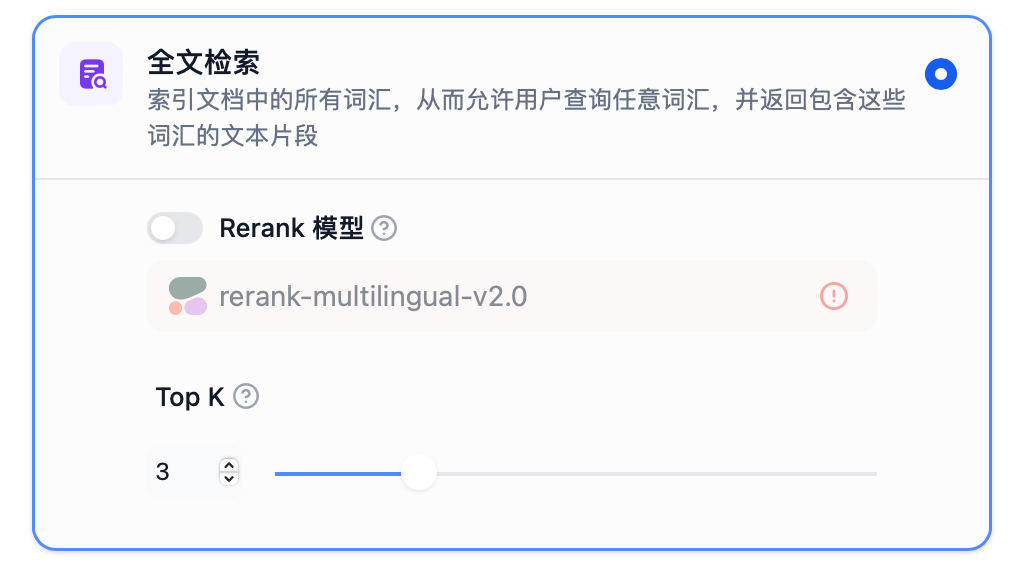 全文检索
索引文档中的所有词汇，从而允许用户查询任意词汇，并返回包含这些
词汇的文本片段
Rerank 模型
rerank-multilingual-v2.0
Top K
3